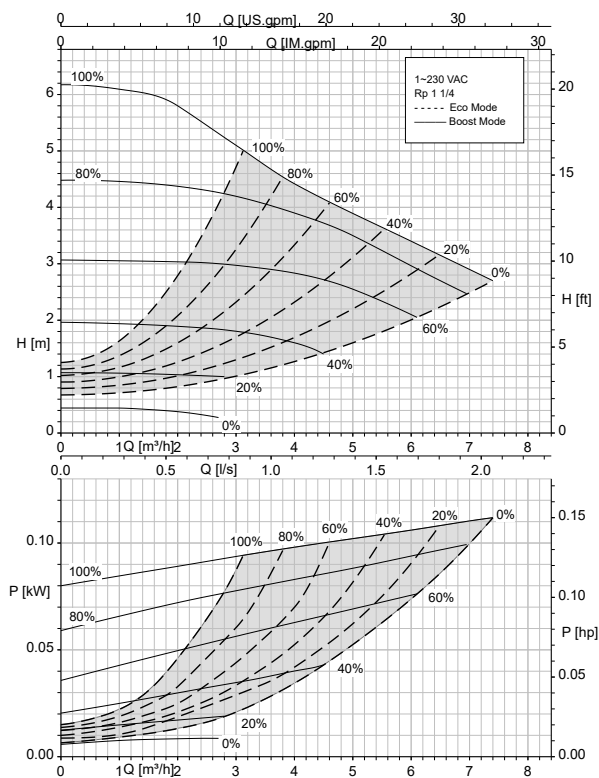 0 10 20 30
Q [US.gpm]
0 10 20 30
Q [IM.gpm]
100%
1~230 VAC
Rp 1 1/4
Eco Mode
Boost Mode
6 20
5 100%
80% 80% 15
60%
4
40%
20%
3 0% 10
H [ft]
2 60%
H [m]
40% 5
1 20%
0%
0 0
0 1 Q [m³/h] 2 3 4 5 6 7 8
0.0 0.5 Q [l/s] 1.0 1.5 2.0
0.10 100% 80% 60% 40% 20% 0% 0.15
100%
P [kW] 60% 0.10
80%
P [hp]
0.05 0.05
40%
20%
0%
0.00 0.00
0 1 Q [m³/h] 2 3 4 5 6 7 8